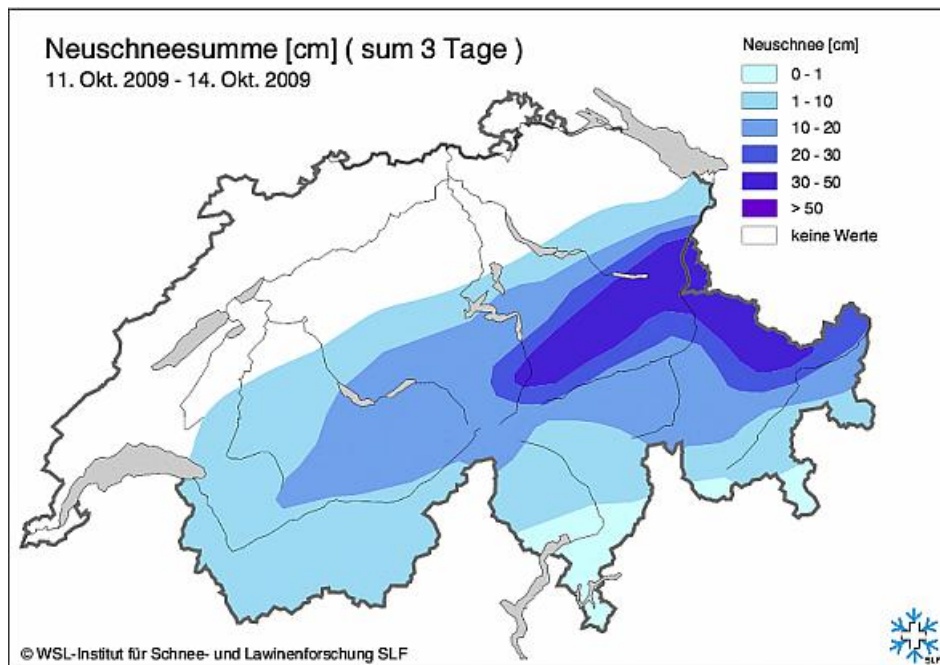 Neuschneesumme [cm] ( sum 3 Tage )
11. Okt. 2009 - 14. Okt. 2009
Neuschnee [cm]
0 - 1
1 - 10
10 - 20
20 - 30
30 - 50
> 50
keine Werte
© WSL-Institut für Schnee- und Lawinenforschung SLF
SLF